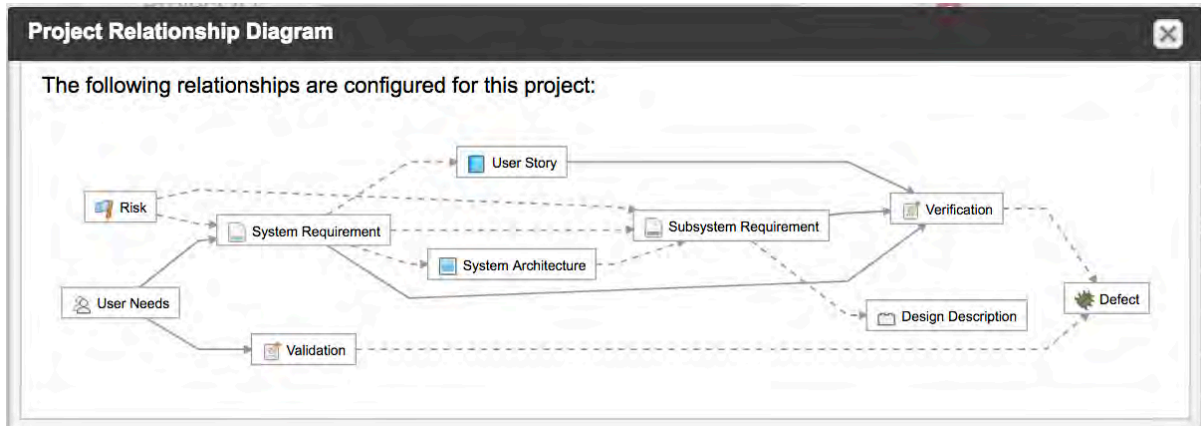 Project Relationship Diagram
The following relationships are configured for this project:
User Story
Risk
Verification
System Requirement
Subsystem Requirement
System Architecture
User Needs
Defect
Design Description
Validation